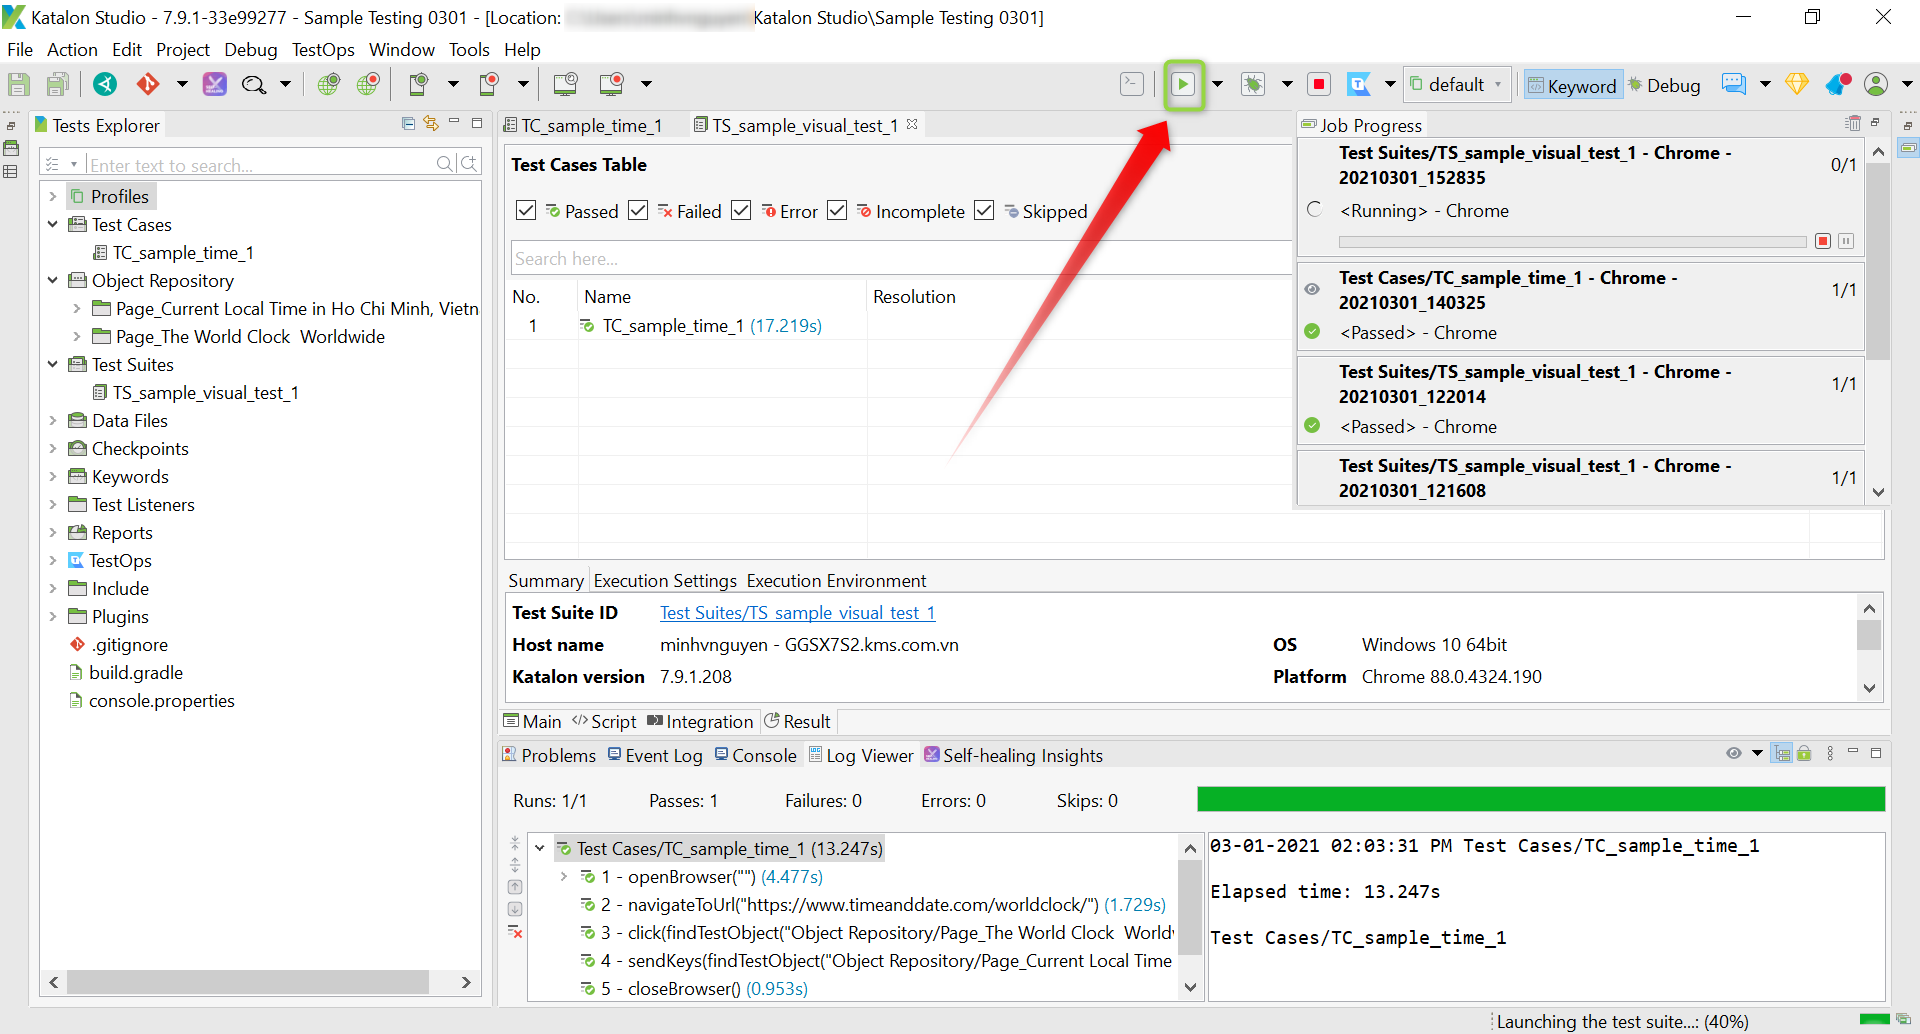 Katalon Studio - 7.9.1-33e99277 - Sample Testing 0301 - [Location: Katalon Studio\Sample Testing 0301]
File Action Edit Project Debug TestOps Window Tools Help
default Keyword Debug
Tests Explorer
Enter text to search...
Profiles
Test Cases
TC_sample_time_1
Object Repository
Page_Current Local Time in Ho Chi Minh, Vietn
Page_The World Clock  Worldwide
Test Suites
TS_sample_visual_test_1
Data Files
Checkpoints
Keywords
Test Listeners
Reports
TestOps
Include
Plugins
.gitignore
build.gradle
console.properties
TC_sample_time_1 TS_sample_visual_test_1
Test Cases Table
Passed Failed Error Incomplete Skipped
Search here...
No. Name Resolution
1 TC_sample_time_1 (17.219s)
Job Progress
Test Suites/TS_sample_visual_test_1 - Chrome -
20210301_152835
0/1
<Running> - Chrome
Test Cases/TC_sample_time_1 - Chrome -
20210301_140325
1/1
<Passed> - Chrome
Test Suites/TS_sample_visual_test_1 - Chrome -
20210301_122014
1/1
<Passed> - Chrome
Test Suites/TS_sample_visual_test_1 - Chrome -
20210301_121608
1/1
Summary Execution Settings Execution Environment
Test Suite ID Test Suites/TS_sample_visual_test_1
Host name minhvnguyen - GGSX7S2.kms.com.vn OS Windows 10 64bit
Katalon version 7.9.1.208 Platform Chrome 88.0.4324.190
Main Script Integration Result
Problems Event Log Console Log Viewer Self-healing Insights
Runs: 1/1 Passes: 1 Failures: 0 Errors: 0 Skips: 0
Test Cases/TC_sample_time_1 (13.247s)
1 - openBrowser("") (4.477s)
2 - navigateToUrl("https://www.timeanddate.com/worldclock/") (1.729s)
3 - click(findTestObject("Object Repository/Page_The World Clock  World
4 - sendKeys(findTestObject("Object Repository/Page_Current Local Time
5 - closeBrowser() (0.953s)
03-01-2021 02:03:31 PM Test Cases/TC_sample_time_1
Elapsed time: 13.247s
Test Cases/TC_sample_time_1
Launching the test suite...: (40%)